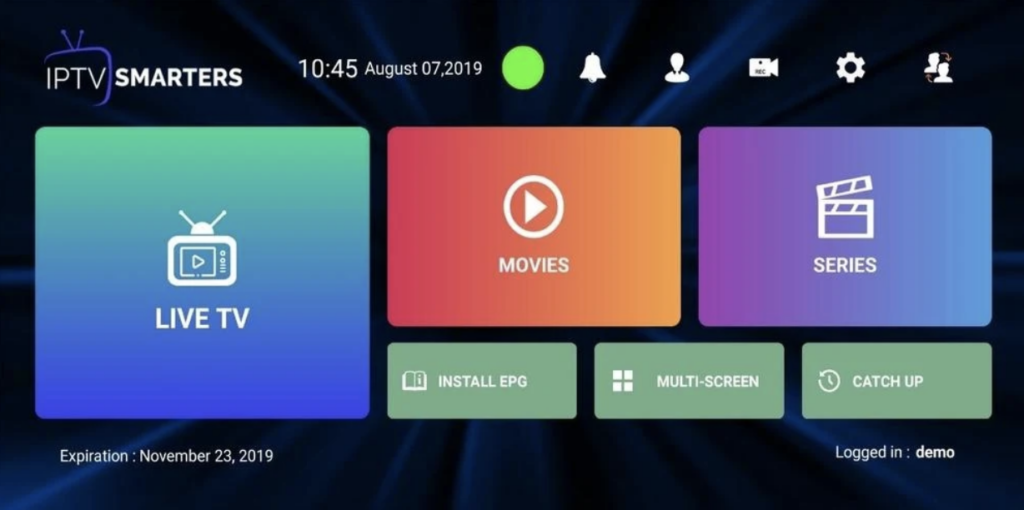 IPTV SMARTERS
10:45 August 07,2019
REC
LIVE TV
MOVIES
SERIES
INSTALL EPG
MULTI-SCREEN
CATCH UP
Expiration : November 23, 2019
Logged in : demo